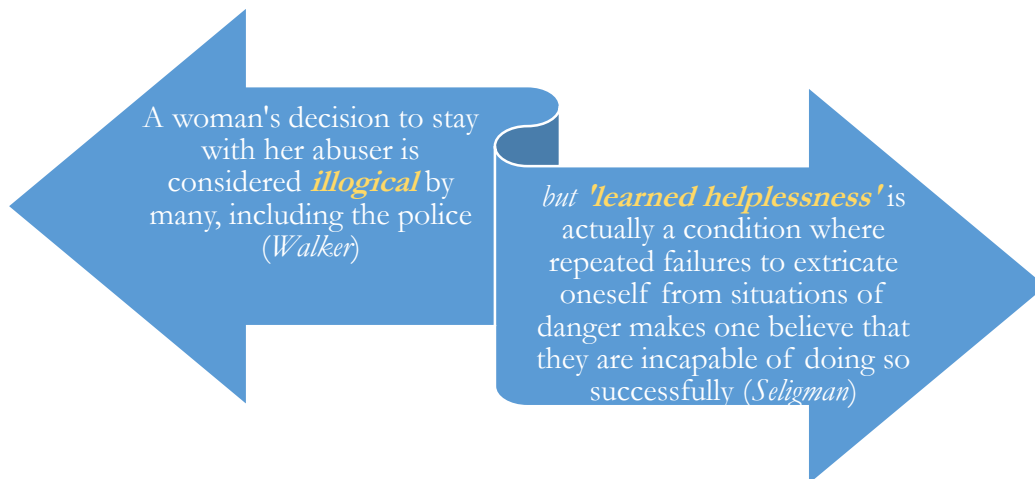 A woman's decision to stay
with her abuser is
considered illogical by
many, including the police
(Walker)
but 'learned helplessness' is
actually a condition where
repeated failures to extricate
oneself from situations of
danger makes one believe that
they are incapable of doing so
successfully (Seligman)